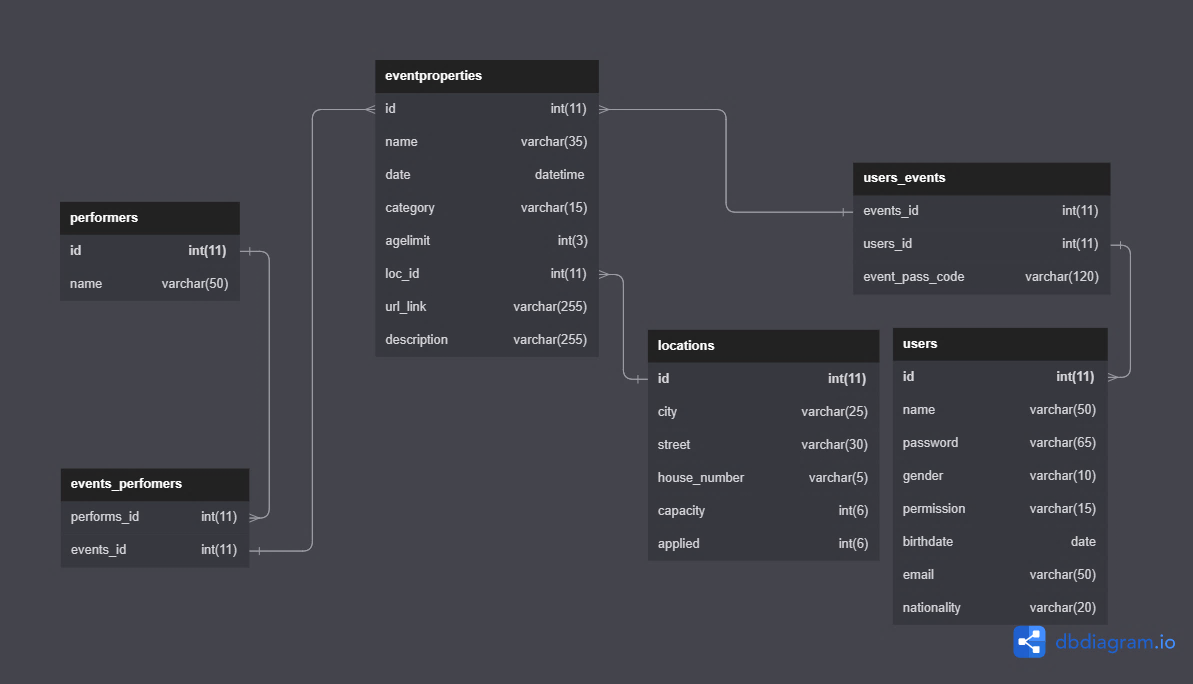 eventproperties
id int(11)
name varchar(35)
date datetime
category varchar(15)
agelimit int(3)
loc_id int(11)
url_link varchar(255)
description varchar(255)
users_events
events_id int(11)
users_id int(11)
event_pass_code varchar(120)
performers
id int(11)
name varchar(50)
locations
id int(11)
city varchar(25)
street varchar(30)
house_number varchar(5)
capacity int(6)
applied int(6)
users
id int(11)
name varchar(50)
password varchar(65)
gender varchar(10)
permission varchar(15)
birthdate date
email varchar(50)
nationality varchar(20)
events_perfomers
performs_id int(11)
events_id int(11)
dbdiagram.io